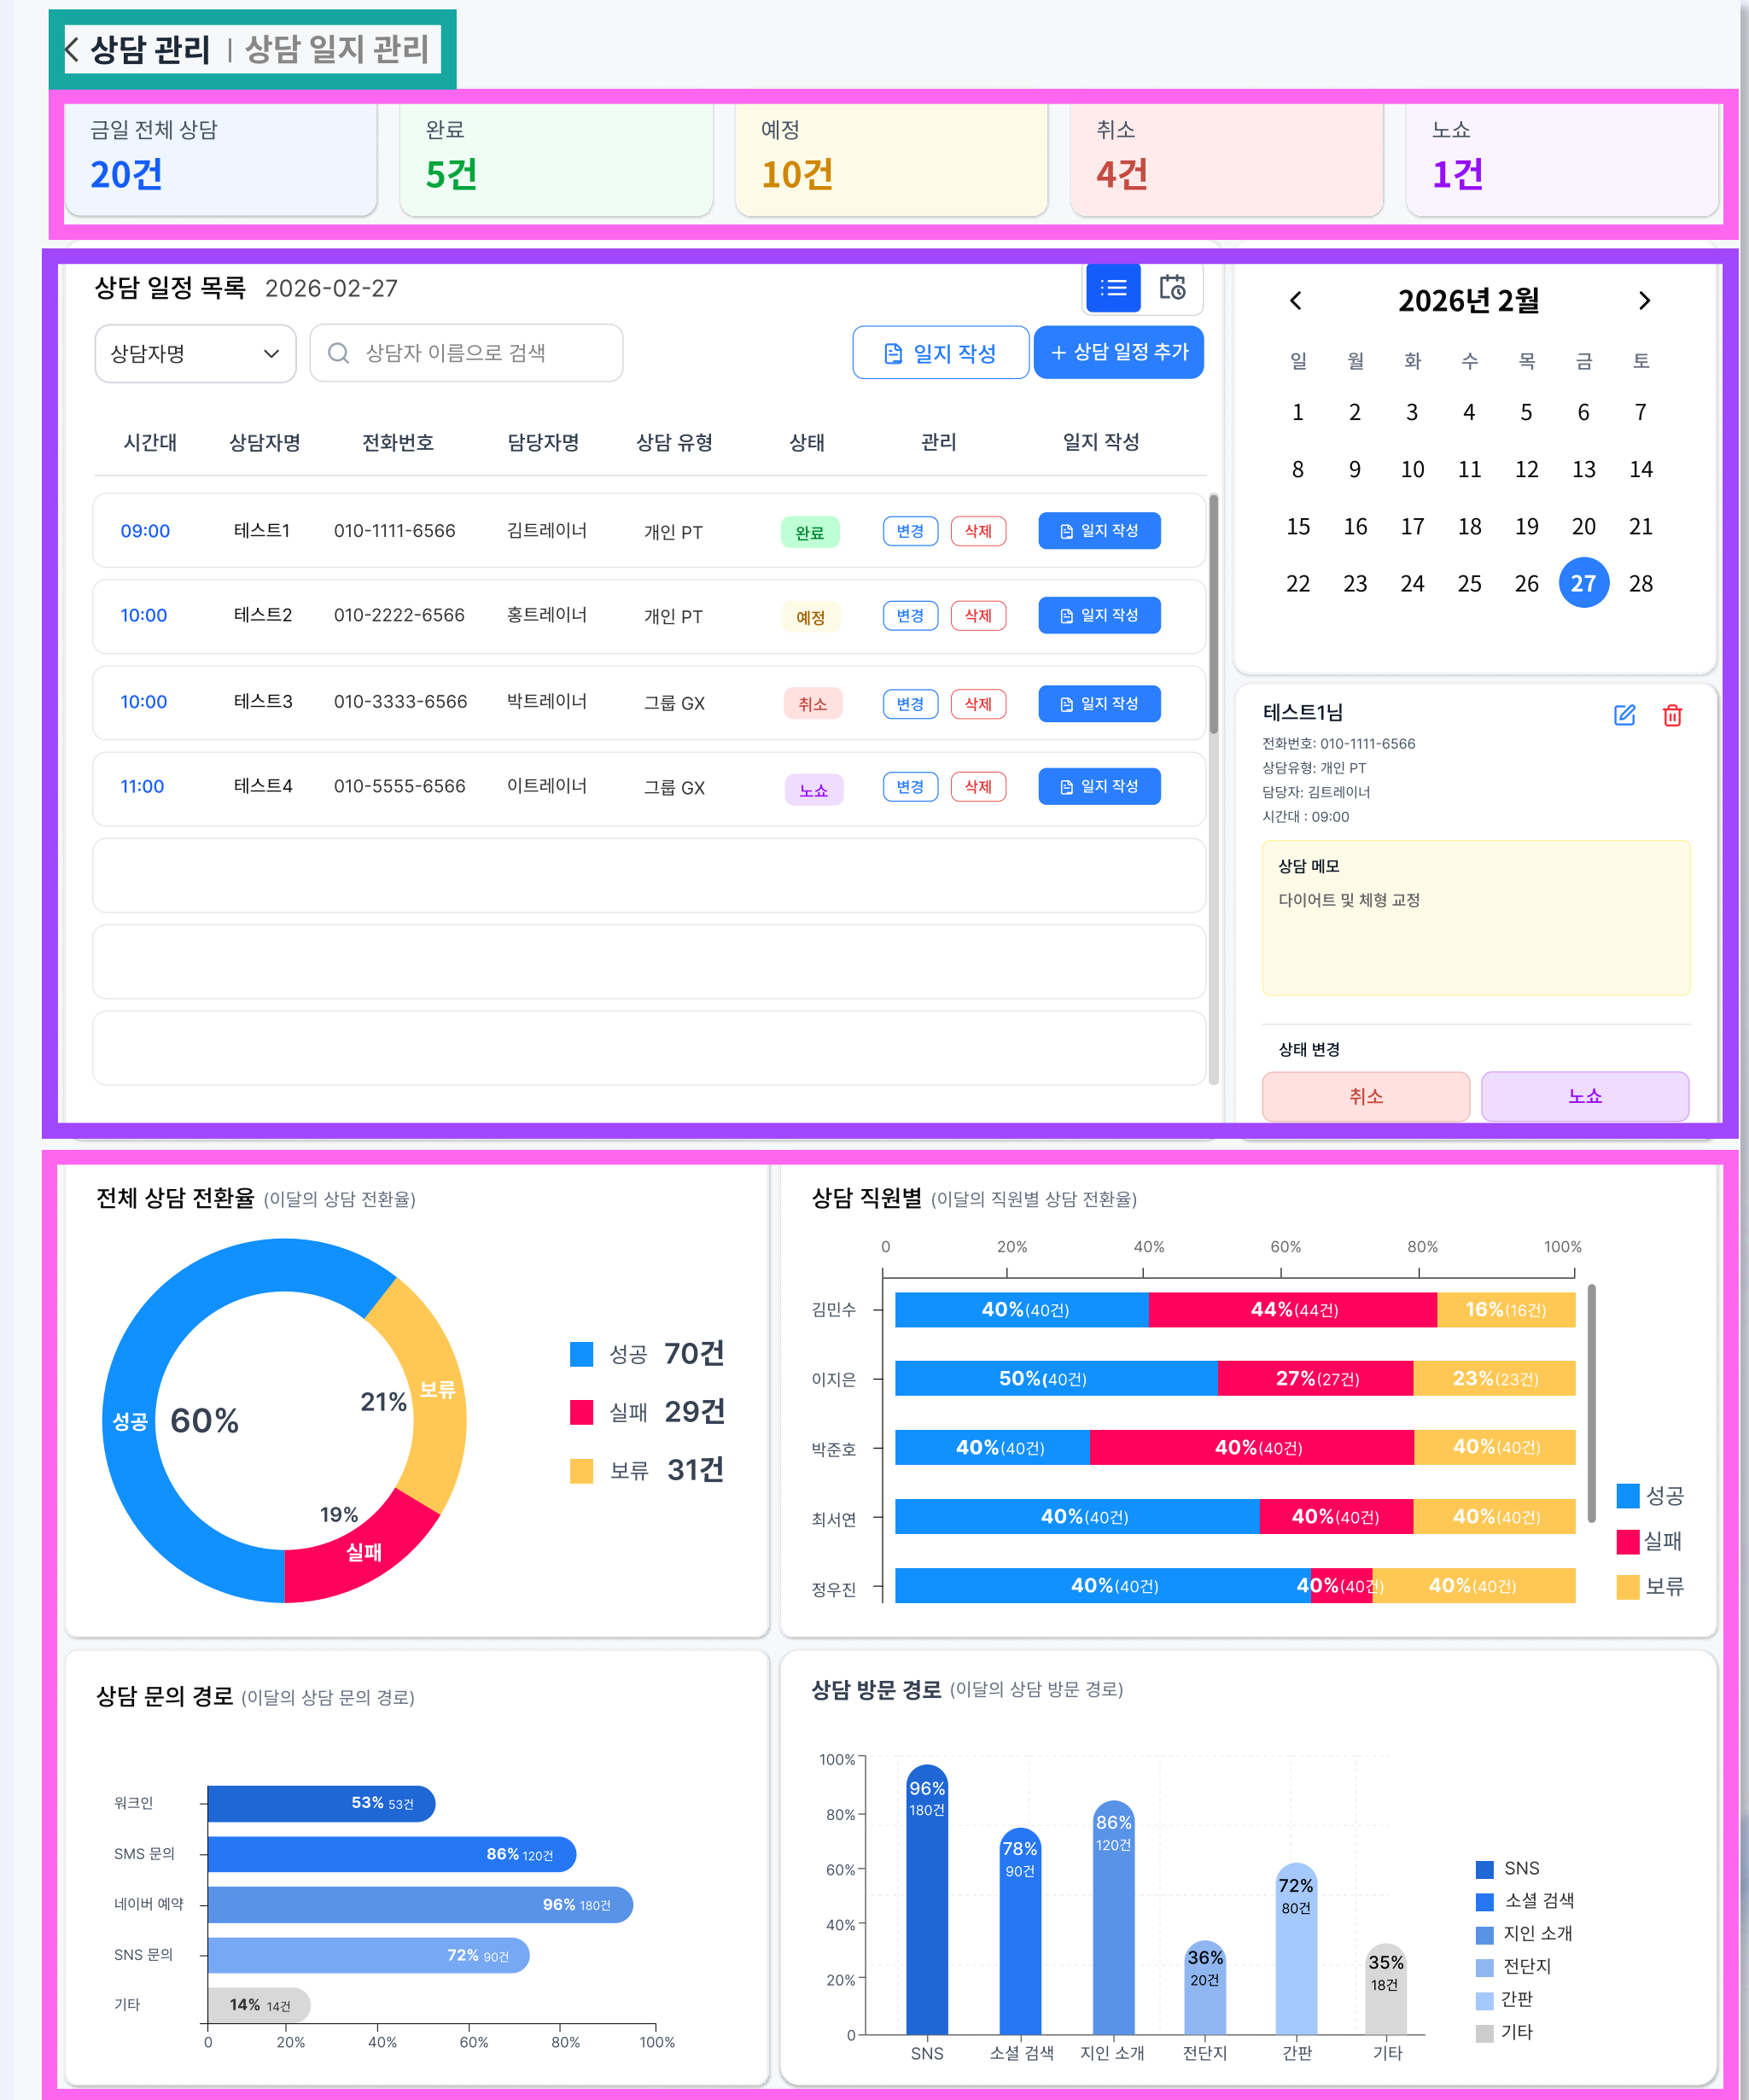 상담 관리 | 상담 일지 관리
금일 전체 상담
20건
완료
5건
예정
10건
취소
4건
노쇼
1건
상담 일정 목록 2026-02-27
상담자명
상담자 이름으로 검색
일지 작성
+ 상담 일정 추가
시간대 상담자명 전화번호 담당자명 상담 유형 상태 관리 일지 작성
09:00 테스트1 010-1111-6566 김트레이너 개인 PT 완료 변경 삭제 일지 작성
10:00 테스트2 010-2222-6566 홍트레이너 개인 PT 예정 변경 삭제 일지 작성
10:00 테스트3 010-3333-6566 박트레이너 그룹 GX 취소 변경 삭제 일지 작성
11:00 테스트4 010-5555-6566 이트레이너 그룹 GX 노쇼 변경 삭제 일지 작성
2026년 2월
일 월 화 수 목 금 토
1 2 3 4 5 6 7
8 9 10 11 12 13 14
15 16 17 18 19 20 21
22 23 24 25 26 27 28
테스트1님
전화번호: 010-1111-6566
상담유형: 개인 PT
담당자: 김트레이너
시간대 : 09:00
상담 메모
다이어트 및 체형 교정
상태 변경
취소 노쇼
전체 상담 전환율 (이달의 상담 전환율)
성공 60%
21% 보류
19%
실패
성공 70건
실패 29건
보류 31건
상담 직원별 (이달의 직원별 상담 전환율)
0 20% 40% 60% 80% 100%
김민수 40%(40건) 44%(44건) 16%(16건)
이지은 50%(40건) 27%(27건) 23%(23건)
박준호 40%(40건) 40%(40건) 40%(40건)
최서연 40%(40건) 40%(40건) 40%(40건)
정우진 40%(40건) 40%(40건) 40%(40건)
성공
실패
보류
상담 문의 경로 (이달의 상담 문의 경로)
워크인 53% 53건
SMS 문의 86% 120건
네이버 예약 96% 180건
SNS 문의 72% 90건
기타 14% 14건
0 20% 40% 60% 80% 100%
상담 방문 경로 (이달의 상담 방문 경로)
100%
80%
60%
40%
20%
0
96%
180건
78%
90건
86%
120건
36%
20건
72%
80건
35%
18건
SNS 소셜 검색 지인 소개 전단지 간판 기타
SNS
소셜 검색
지인 소개
전단지
간판
기타